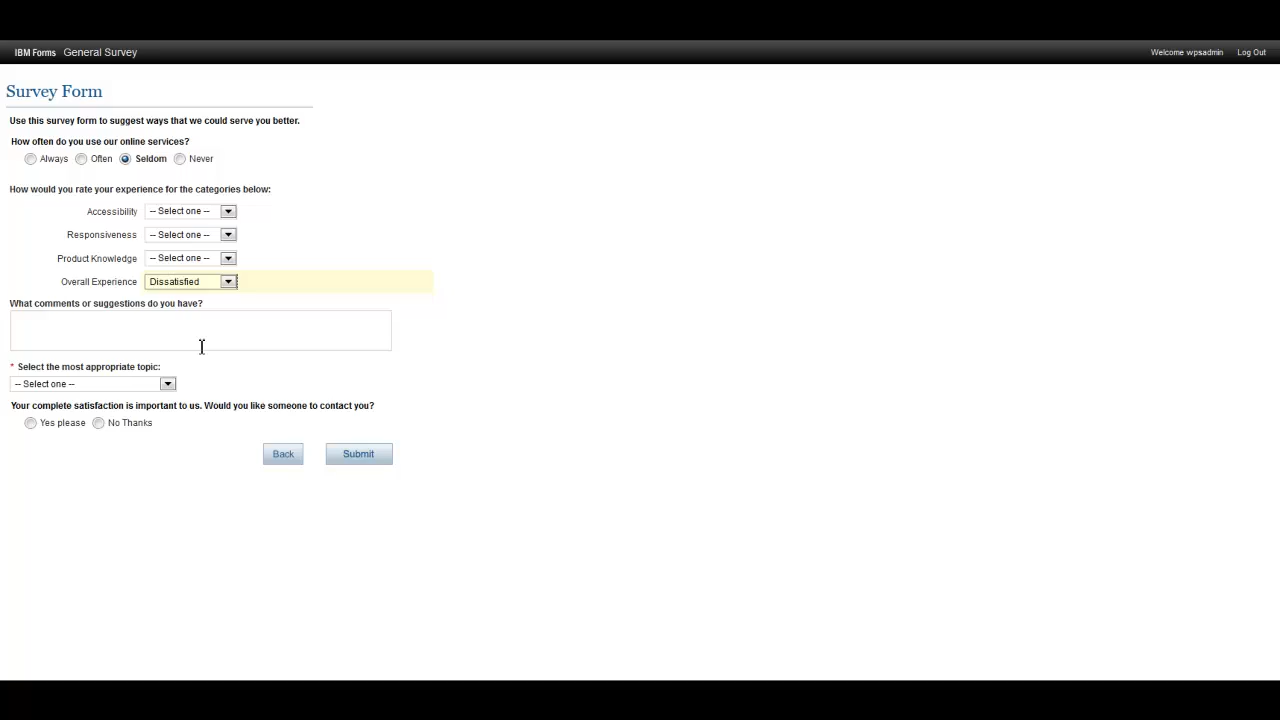 IBM Forms General Survey Welcome wpsadmin Log Out
Survey Form
Use this survey form to suggest ways that we could serve you better.
How often do you use our online services?
Always Often Seldom Never
How would you rate your experience for the categories below:
Accessibility -- Select one --
Responsiveness -- Select one --
Product Knowledge -- Select one --
Overall Experience Dissatisfied
What comments or suggestions do you have?
* Select the most appropriate topic:
-- Select one --
Your complete satisfaction is important to us. Would you like someone to contact you?
Yes please No Thanks
Back Submit